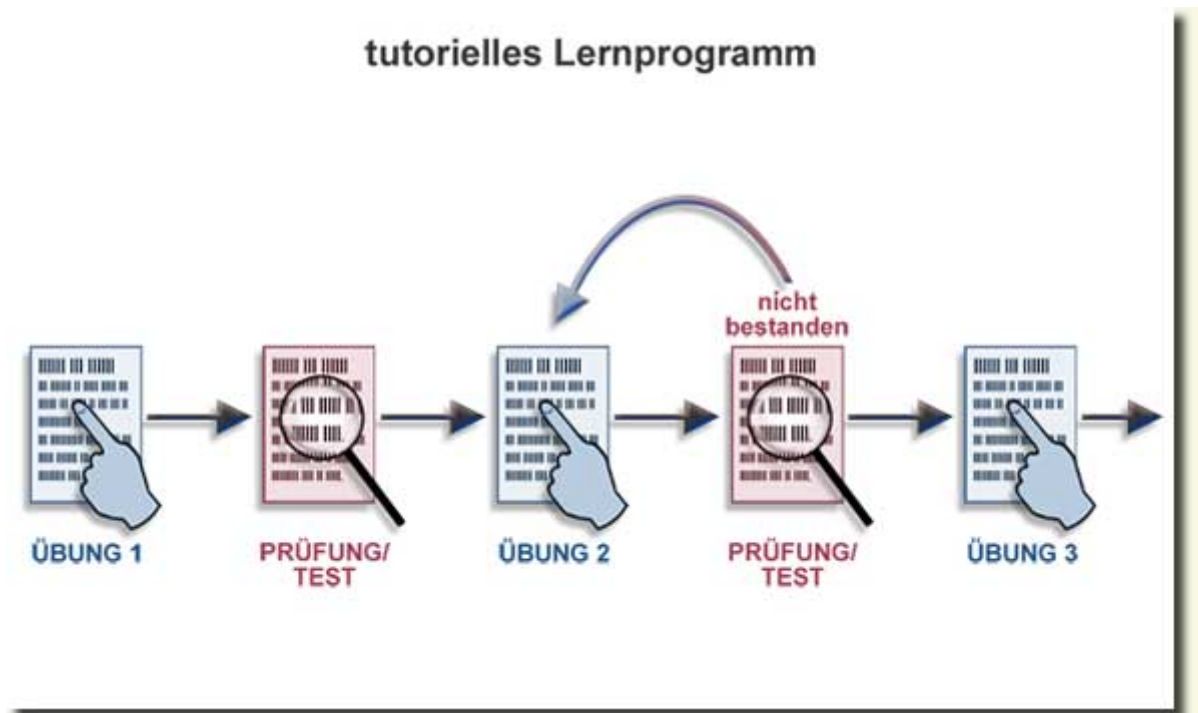 tutorielles Lernprogramm
nicht
bestanden
ÜBUNG 1
PRÜFUNG/
TEST
ÜBUNG 2
PRÜFUNG/
TEST
ÜBUNG 3